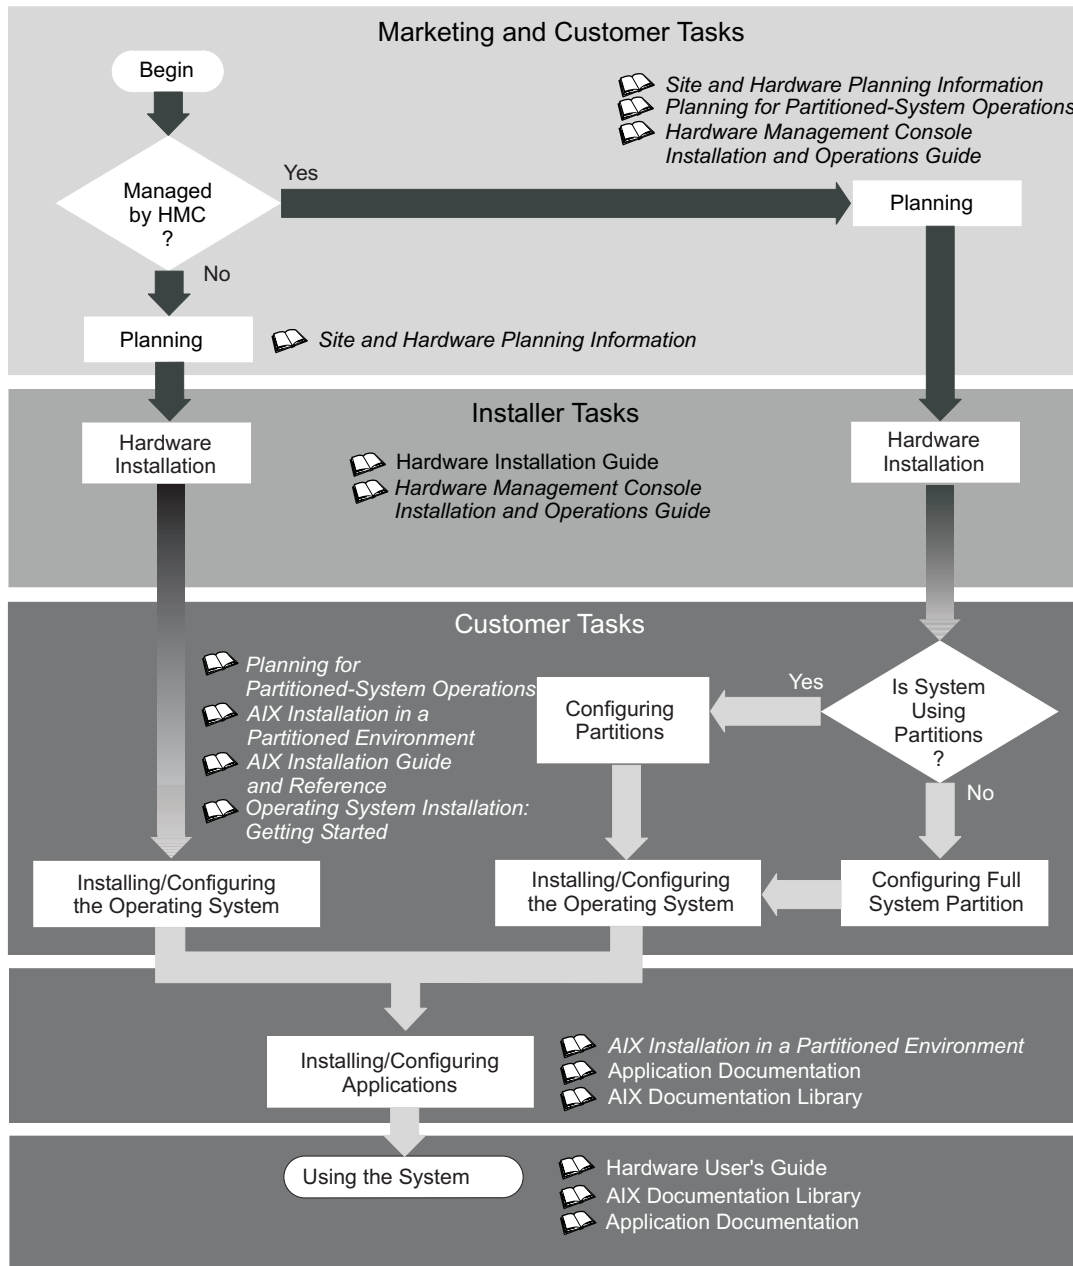 Marketing and Customer Tasks
Begin
Site and Hardware Planning Information
Planning for Partitioned-System Operations
Hardware Management Console
Installation and Operations Guide
Managed
by HMC
?
Yes
Planning
No
Planning
Site and Hardware Planning Information
Installer Tasks
Hardware
Installation
Hardware Installation Guide
Hardware Management Console
Installation and Operations Guide
Hardware
Installation
Customer Tasks
Planning for
Partitioned-System Operations
AIX Installation in a
Partitioned Environment
AIX Installation Guide
and Reference
Operating System Installation:
Getting Started
Configuring
Partitions
Yes
Is System
Using
Partitions
?
No
Installing/Configuring
the Operating System
Installing/Configuring
the Operating System
Configuring Full
System Partition
Installing/Configuring
Applications
AIX Installation in a Partitioned Environment
Application Documentation
AIX Documentation Library
Using the System
Hardware User's Guide
AIX Documentation Library
Application Documentation